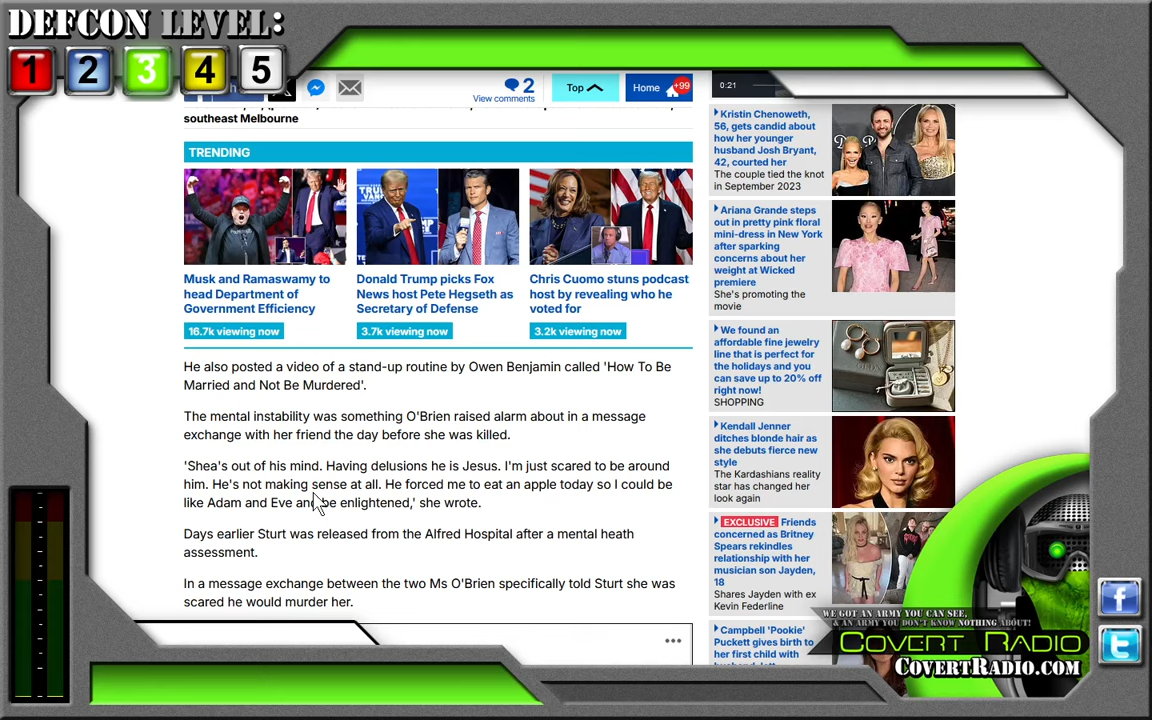 DEFCON LEVEL:
1 2 3 4 5
2
View comments
Top
Home
+99
0:21
southeast Melbourne
TRENDING
Musk and Ramaswamy to
head Department of
Government Efficiency
16.7k viewing now
Donald Trump picks Fox
News host Pete Hegseth as
Secretary of Defense
3.7k viewing now
Chris Cuomo stuns podcast
host by revealing who he
voted for
3.2k viewing now
He also posted a video of a stand-up routine by Owen Benjamin called 'How To Be
Married and Not Be Murdered'.
The mental instability was something O'Brien raised alarm about in a message
exchange with her friend the day before she was killed.
'Shea's out of his mind. Having delusions he is Jesus. I'm just scared to be around
him. He's not making sense at all. He forced me to eat an apple today so I could be
like Adam and Eve and be enlightened,' she wrote.
Days earlier Sturt was released from the Alfred Hospital after a mental heath
assessment.
In a message exchange between the two Ms O'Brien specifically told Sturt she was
scared he would murder her.
Kristin Chenoweth,
56, gets candid about
how her younger
husband Josh Bryant,
42, courted her
The couple tied the knot
in September 2023
Ariana Grande steps
out in pretty pink floral
mini-dress in New York
after sparking
concerns about her
weight at Wicked
premiere
She's promoting the
movie
We found an
affordable fine jewelry
line that is perfect for
the holidays and you
can save up to 20% off
right now!
SHOPPING
Kendall Jenner
ditches blonde hair as
she debuts fierce new
style
The Kardashians reality
star has changed her
look again
EXCLUSIVE Friends
concerned as Britney
Spears rekindles
relationship with her
musician son Jayden,
18
Shares Jayden with ex
Kevin Federline
Campbell 'Pookie'
Puckett gives birth to
her first child with
WE GOT AN ARMY YOU CAN SEE,
& AN ARMY YOU DON'T KNOW NOTHING ABOUT!
COVERT RADIO
COVERTRADIO.COM